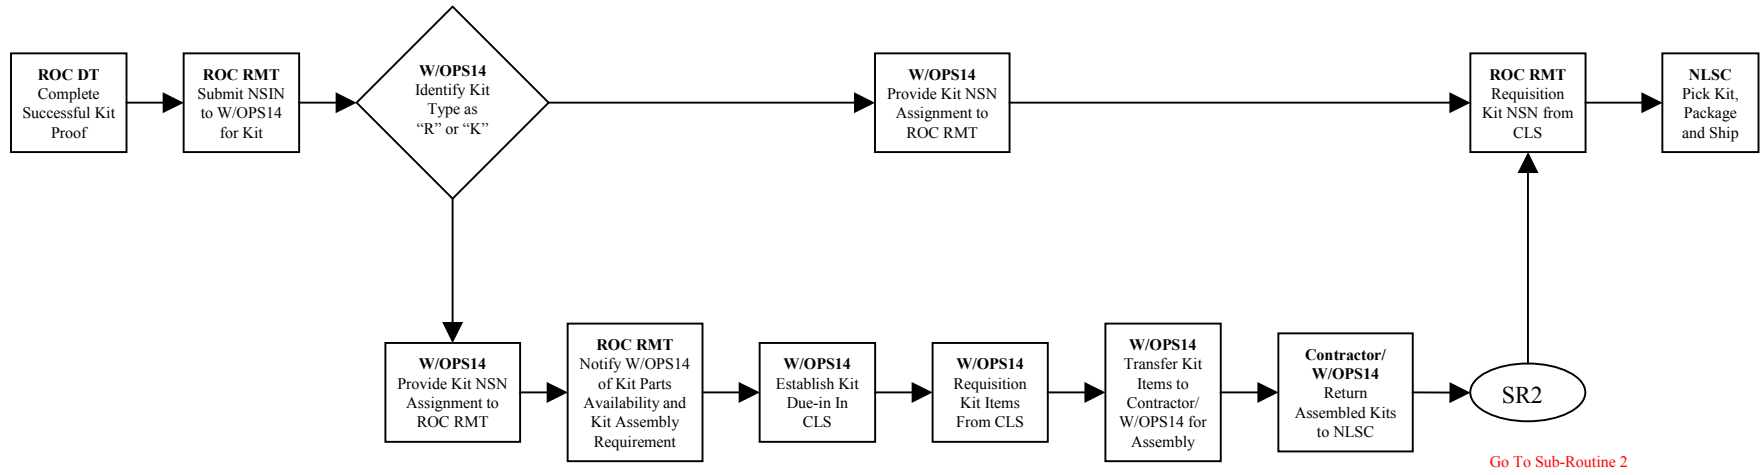 ROC DT
Complete
Successful Kit
Proof
ROC RMT
Submit NSIN
to W/OPS14
for Kit
W/OPS14
Identify Kit
Type as
“R” or “K”
W/OPS14
Provide Kit NSN
Assignment to
ROC RMT
ROC RMT
Requisition
Kit NSN from
CLS
NLSC
Pick Kit,
Package
and Ship
W/OPS14
Provide Kit NSN
Assignment to
ROC RMT
ROC RMT
Notify W/OPS14
of Kit Parts
Availability and
Kit Assembly
Requirement
W/OPS14
Establish Kit
Due-in In
CLS
W/OPS14
Requisition
Kit Items
From CLS
W/OPS14
Transfer Kit
Items to
Contractor/
W/OPS14 for
Assembly
Contractor/
W/OPS14
Return
Assembled Kits
to NLSC
SR2
Go To Sub-Routine 2